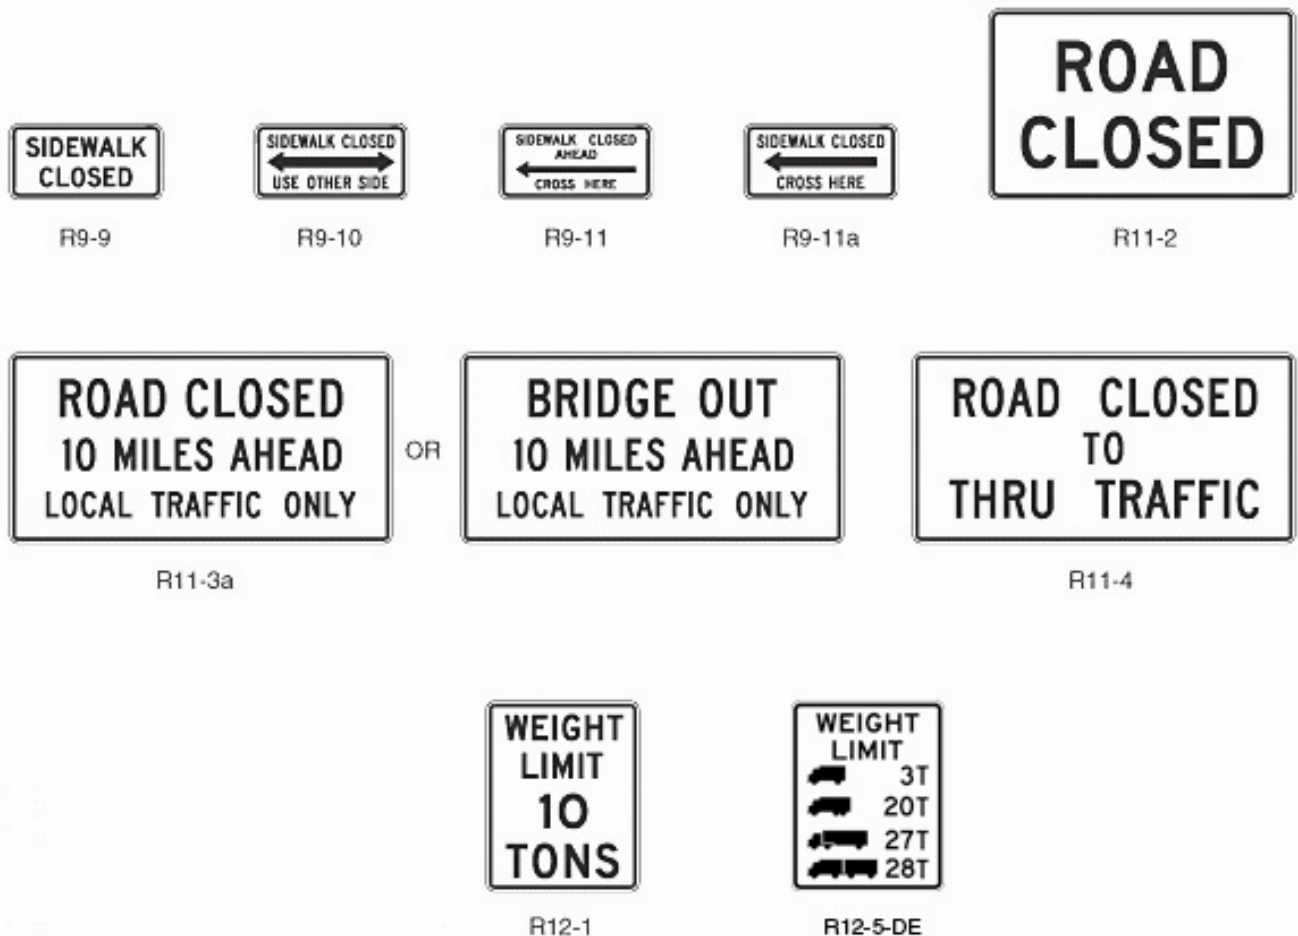 SIDEWALK
CLOSED
R9-9
SIDEWALK CLOSED
USE OTHER SIDE
R9-10
SIDEWALK CLOSED
AHEAD
CROSS HERE
R9-11
SIDEWALK CLOSED
CROSS HERE
R9-11a
ROAD
CLOSED
R11-2
ROAD CLOSED
10 MILES AHEAD
LOCAL TRAFFIC ONLY
R11-3a
OR
BRIDGE OUT
10 MILES AHEAD
LOCAL TRAFFIC ONLY
ROAD CLOSED
TO
THRU TRAFFIC
R11-4
WEIGHT
LIMIT
10
TONS
R12-1
WEIGHT
LIMIT
3T
20T
27T
28T
R12-5-DE